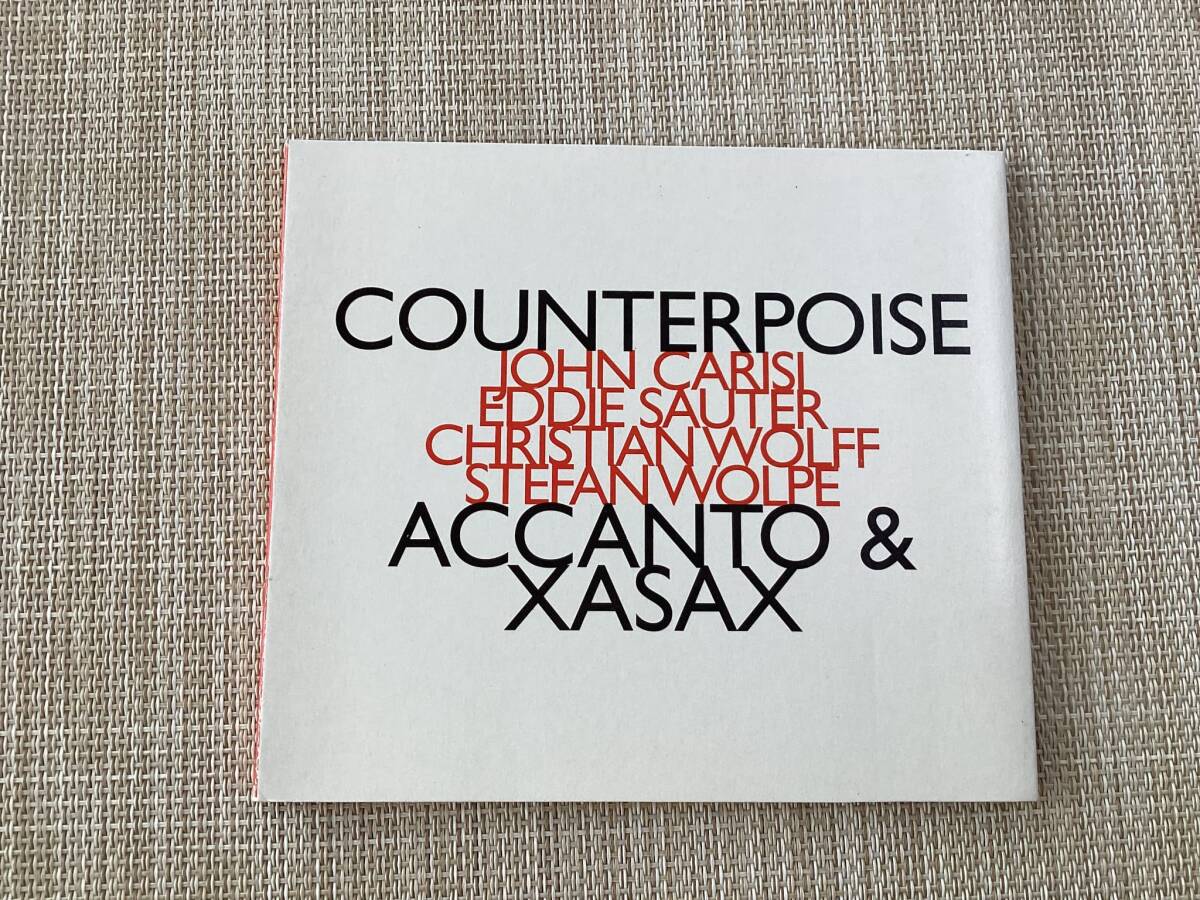 COUNTERPOISE
JOHN CARISI
EDDIE SAUTER
CHRISTIAN WOLFF
STEFAN WOLPE
ACCANTO &
XASAX